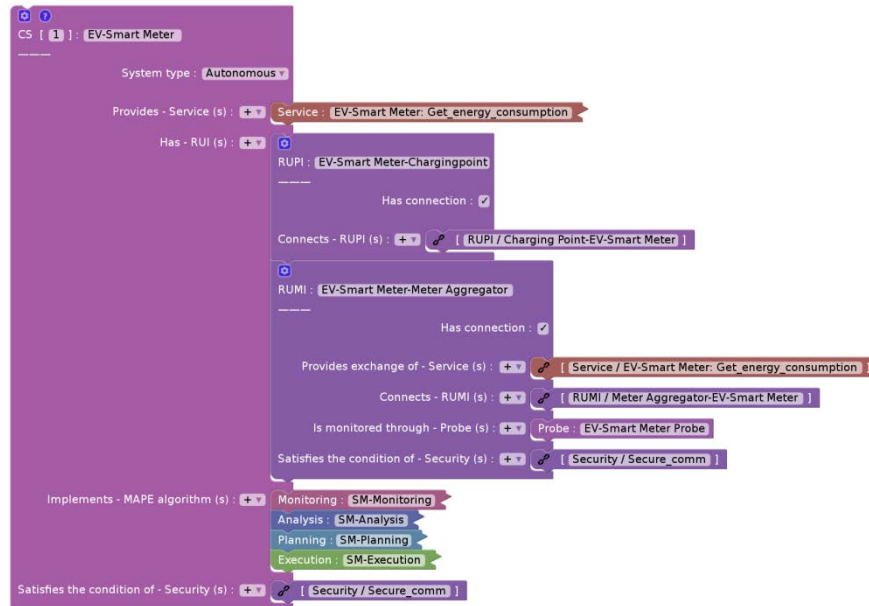 CS [ 1 ] : EV-Smart Meter
———
System type : Autonomous
Provides - Service (s) : + Service : EV-Smart Meter: Get_energy_consumption
Has - RUI (s) : +
RUPI : EV-Smart Meter-Chargingpoint
———
Has connection :
Connects - RUPI (s) : + [ RUPI / Charging Point-EV-Smart Meter ]
RUMI : EV-Smart Meter-Meter Aggregator
———
Has connection :
Provides exchange of - Service (s) : + [ Service / EV-Smart Meter: Get_energy_consumption ]
Connects - RUMI (s) : + [ RUMI / Meter Aggregator-EV-Smart Meter ]
Is monitored through - Probe (s) : + Probe : EV-Smart Meter Probe
Satisfies the condition of - Security (s) : + [ Security / Secure_comm ]
Implements - MAPE algorithm (s) : + Monitoring : SM-Monitoring
Analysis : SM-Analysis
Planning : SM-Planning
Execution : SM-Execution
Satisfies the condition of - Security (s) : + [ Security / Secure_comm ]